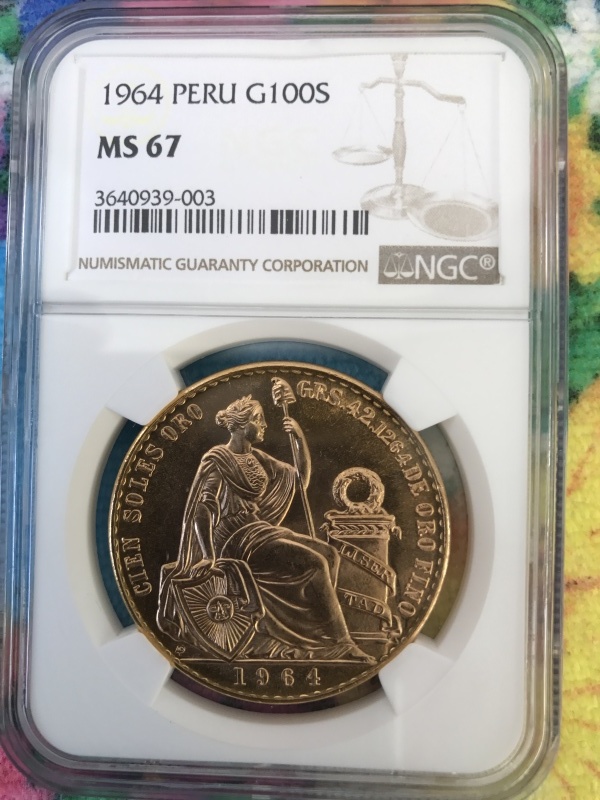 1964 PERU G100S
MS 67
3640939-003
NUMISMATIC GUARANTY CORPORATION
NGC®
CIEN SOLES ORO
GRS. 42,1264 DE ORO FINO
LIBER
TAD
1964